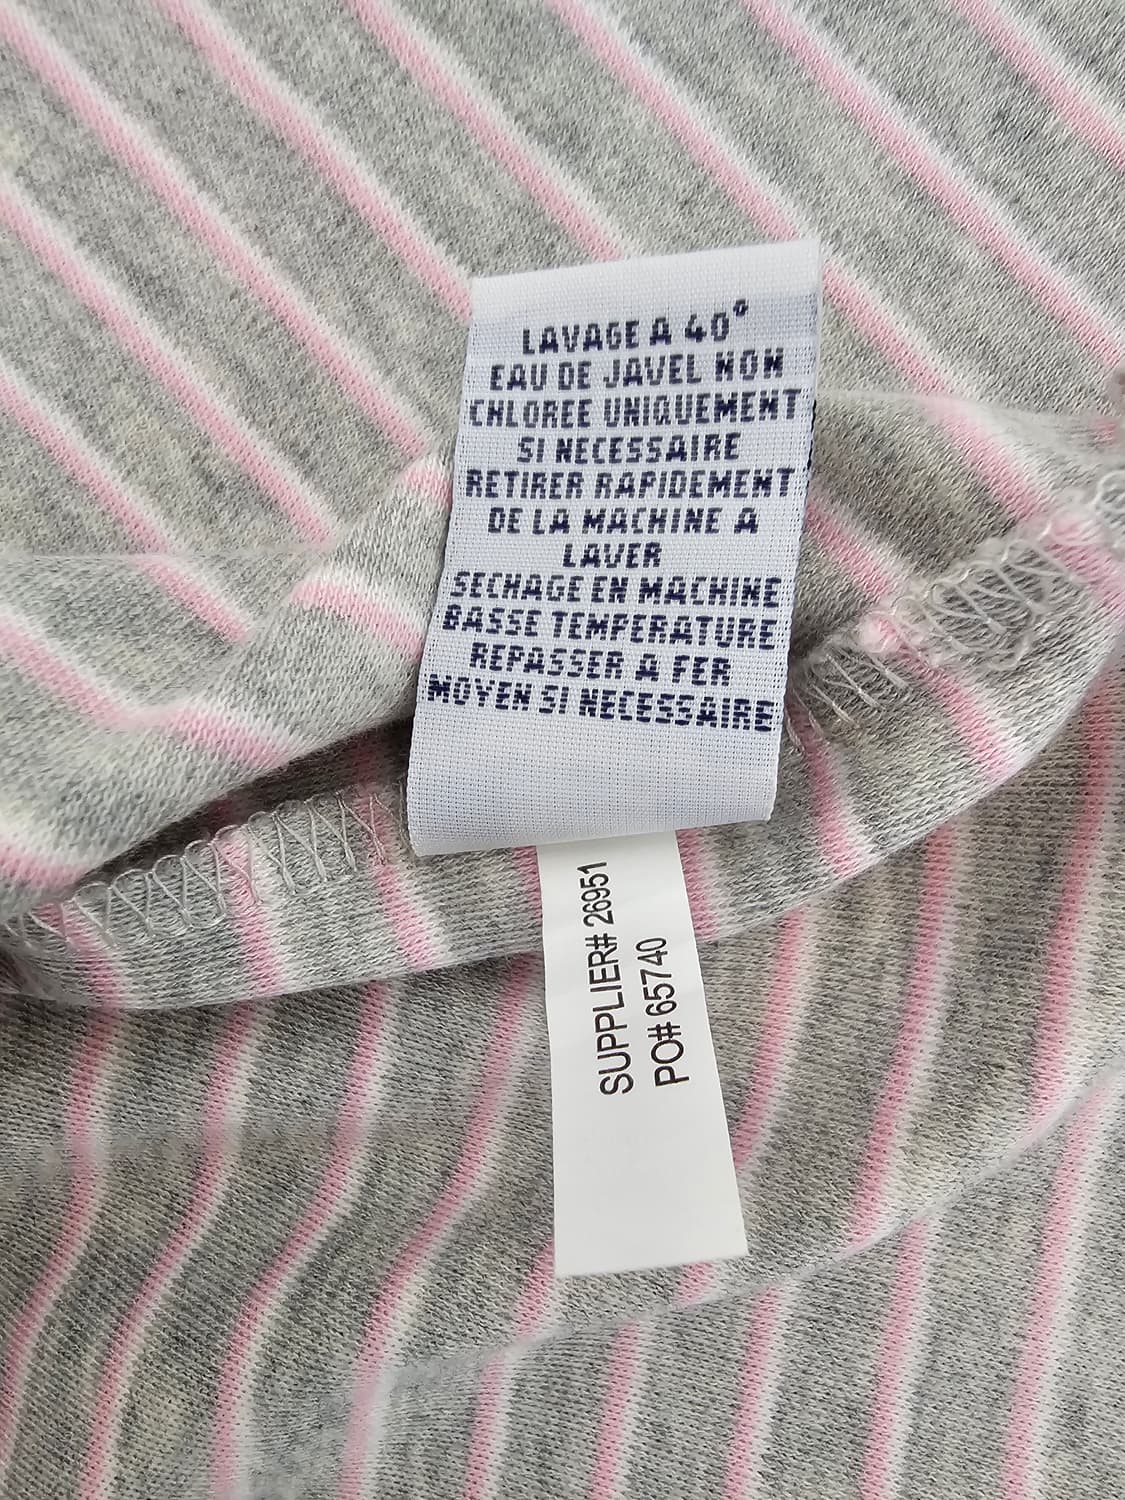 LAVAGE A 40°
EAU DE JAVEL NON
CHLOREE UNIQUEMENT
SI NECESSAIRE
RETIRER RAPIDEMENT
DE LA MACHINE A
LAVER
SECHAGE EN MACHINE
BASSE TEMPERATURE
REPASSER A FER
MOYEN SI NECESSAIRE
SUPPLIER# 26951
PO# 65740